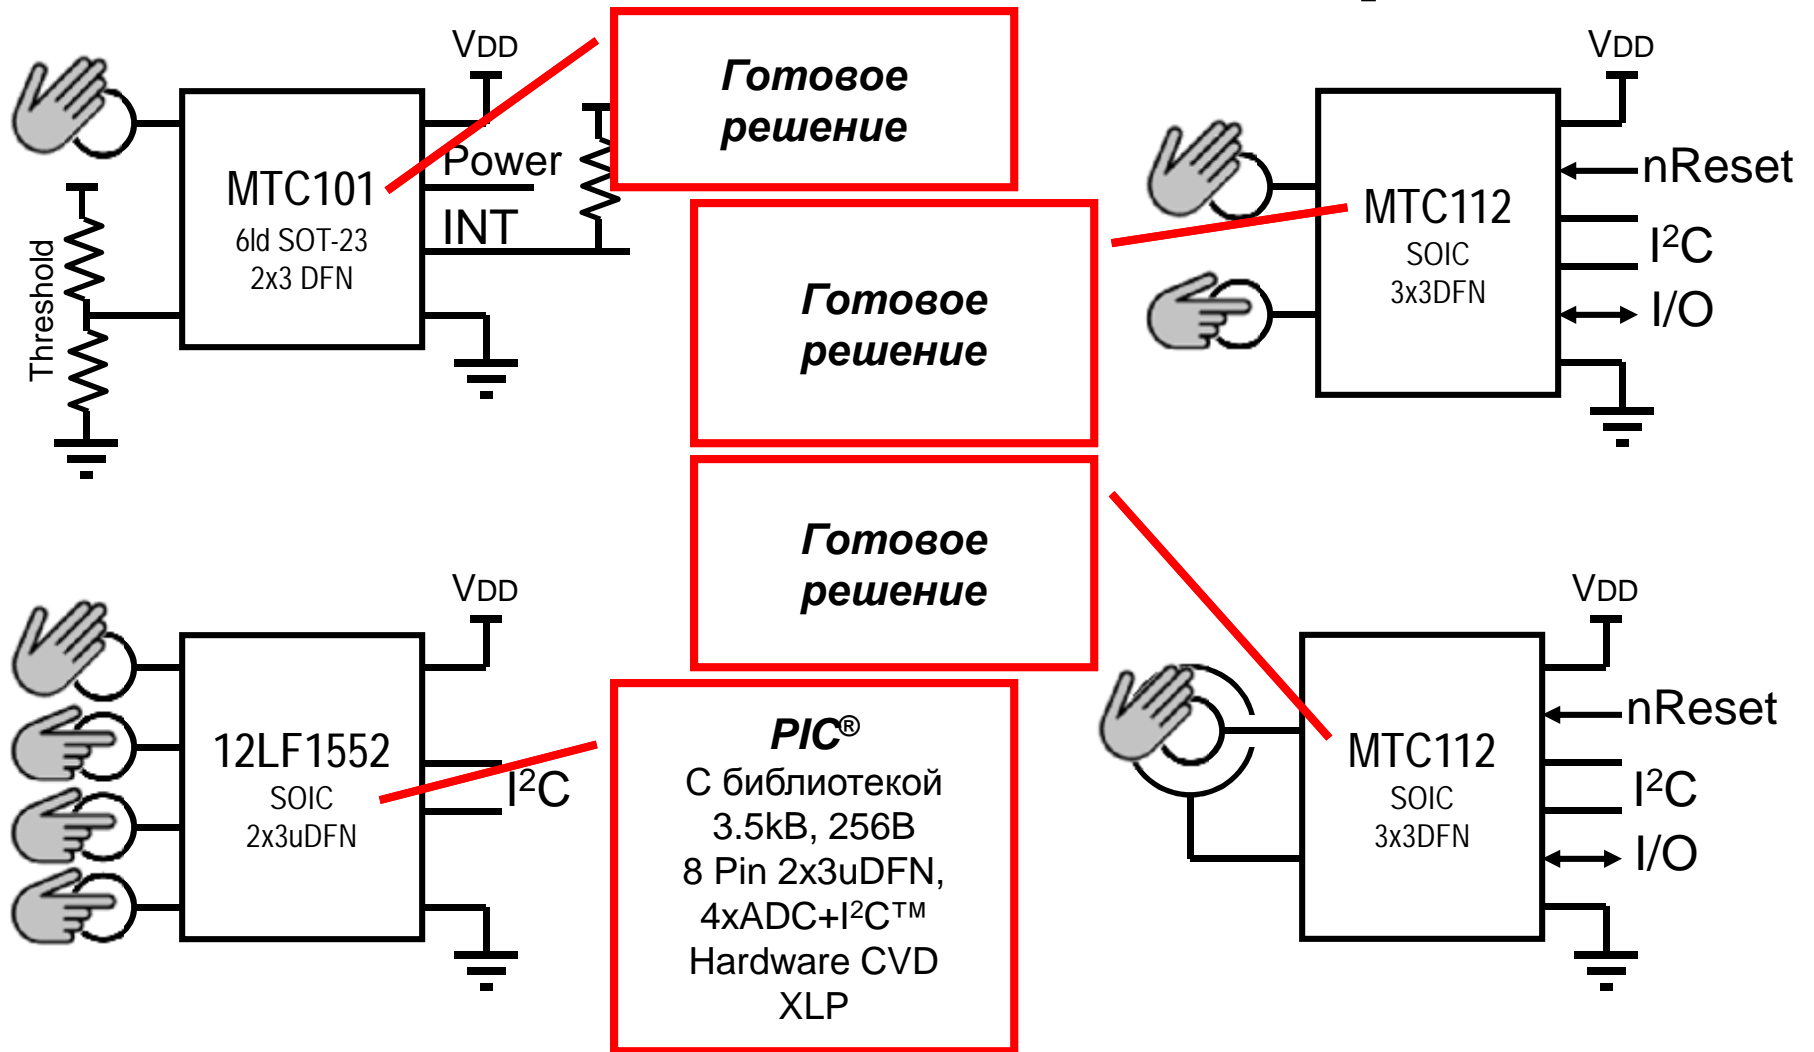 VDD
Power
INT
Threshold
MTC101
6ld SOT-23
2x3 DFN
Готовое
решение
VDD
nReset
I²C
I/O
MTC112
SOIC
3x3DFN
Готовое
решение
Готовое
решение
VDD
12LF1552
SOIC
2x3uDFN
I²C
PIC®
С библиотекой
3.5kB, 256B
8 Pin 2x3uDFN,
4xADC+I²C™
Hardware CVD
XLP
VDD
nReset
I²C
I/O
MTC112
SOIC
3x3DFN